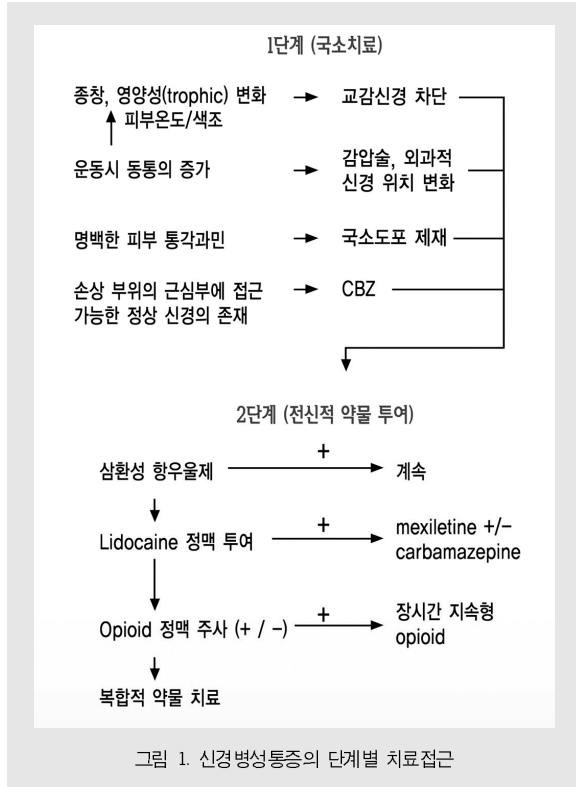 1단계 (국소치료)
종창, 영양성(trophic) 변화
피부온도/색조
교감신경 차단
운동시 동통의 증가
감압술, 외과적
신경 위치 변화
명백한 피부 통각과민
국소도포 제재
손상 부위의 근심부에 접근
가능한 정상 신경의 존재
CBZ
2단계 (전신적 약물 투여)
삼환성 항우울제
+
계속
Lidocaine 정맥 투여
+
mexiletine +/−
carbamazepine
Opioid 정맥 주사 (+ / −)
+
장시간 지속형
opioid
복합적 약물 치료
그림 1. 신경병성통증의 단계별 치료접근